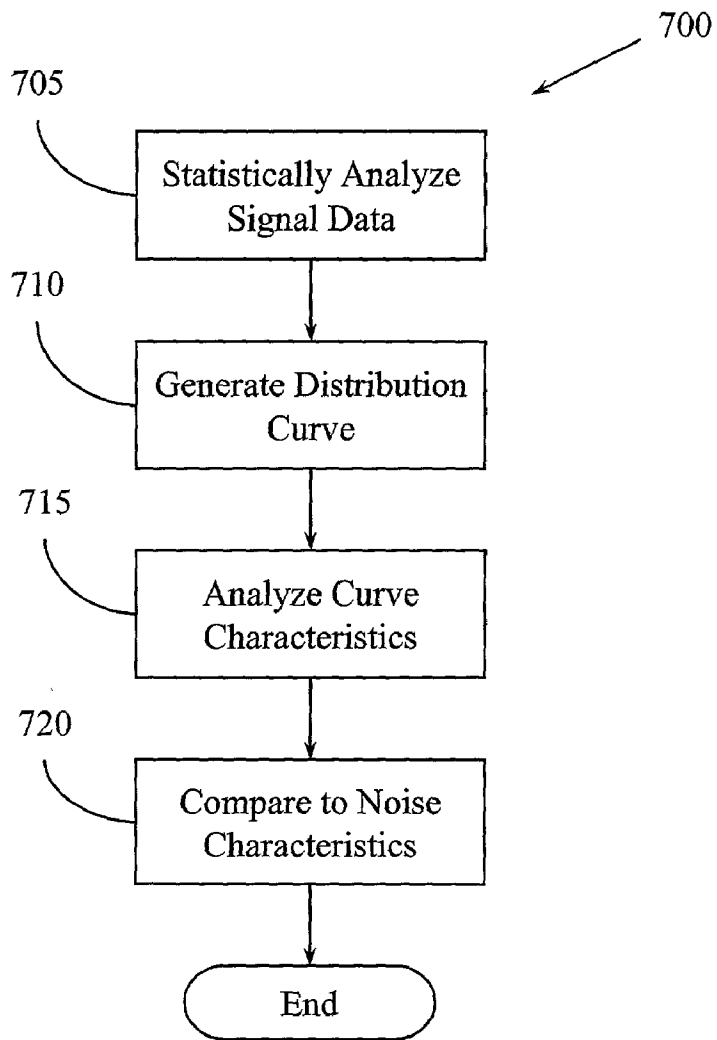 700
705
Statistically Analyze
Signal Data
710
Generate Distribution
Curve
715
Analyze Curve
Characteristics
720
Compare to Noise
Characteristics
End